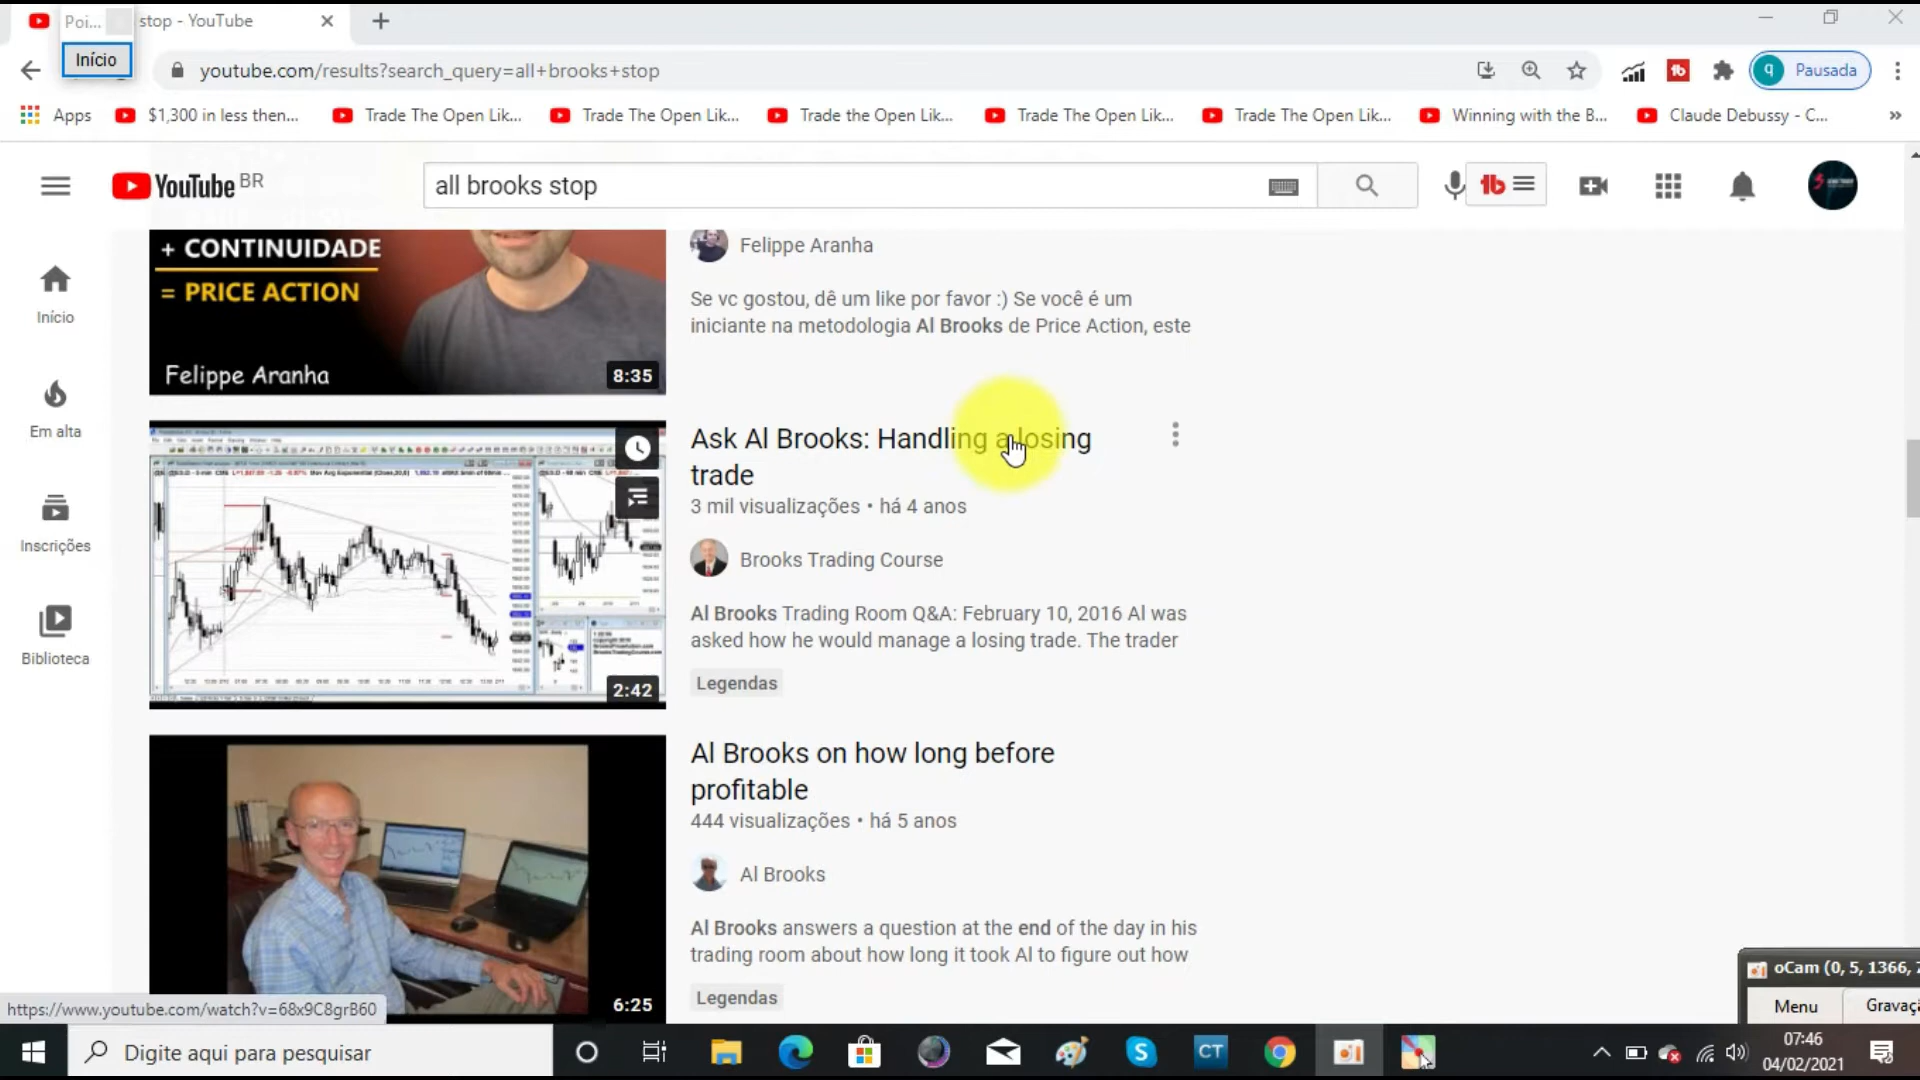 Poi...
stop - YouTube
Início
youtube.com/results?search_query=all+brooks+stop
Pausada
Apps
$1,300 in less then...
Trade The Open Lik...
Trade The Open Lik...
Trade the Open Lik...
Trade The Open Lik...
Trade The Open Lik...
Winning with the B...
Claude Debussy - C...
YouTube BR
all brooks stop
Início
Em alta
Inscrições
Biblioteca
+ CONTINUIDADE
= PRICE ACTION
Felippe Aranha
8:35
Felippe Aranha
Se vc gostou, dê um like por favor :) Se você é um
iniciante na metodologia Al Brooks de Price Action, este
Ask Al Brooks: Handling a losing
trade
3 mil visualizações • há 4 anos
Brooks Trading Course
Al Brooks Trading Room Q&A: February 10, 2016 Al was
asked how he would manage a losing trade. The trader
Legendas
2:42
Al Brooks on how long before
profitable
444 visualizações • há 5 anos
Al Brooks
Al Brooks answers a question at the end of the day in his
trading room about how long it took Al to figure out how
Legendas
6:25
https://www.youtube.com/watch?v=68x9C8grB60
oCam (0, 5, 1366,
Menu
Gravaçã
Digite aqui para pesquisar
CT
07:46
04/02/2021